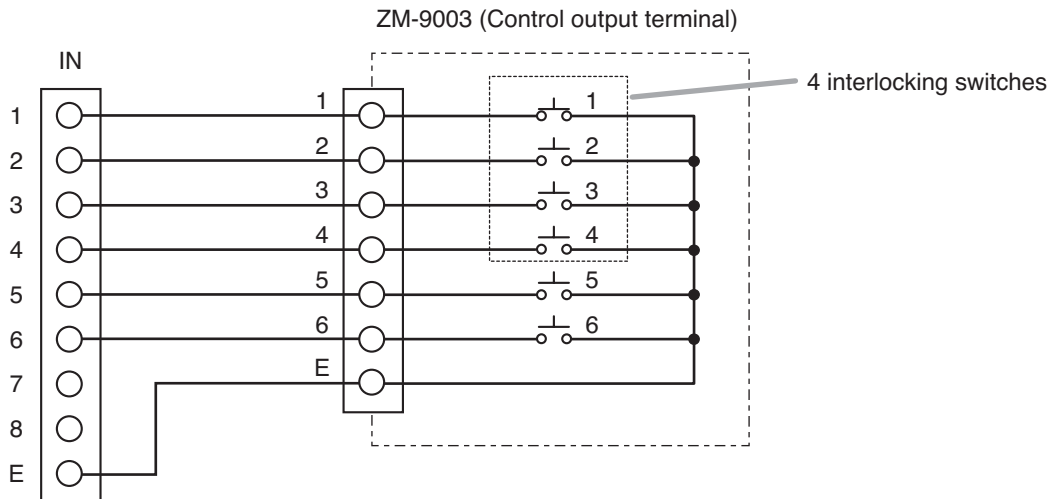 ZM-9003 (Control output terminal)
IN
4 interlocking switches
1 1 1
2 2 2
3 3 3
4 4 4
5 5 5
6 6 6
7 E
8
E